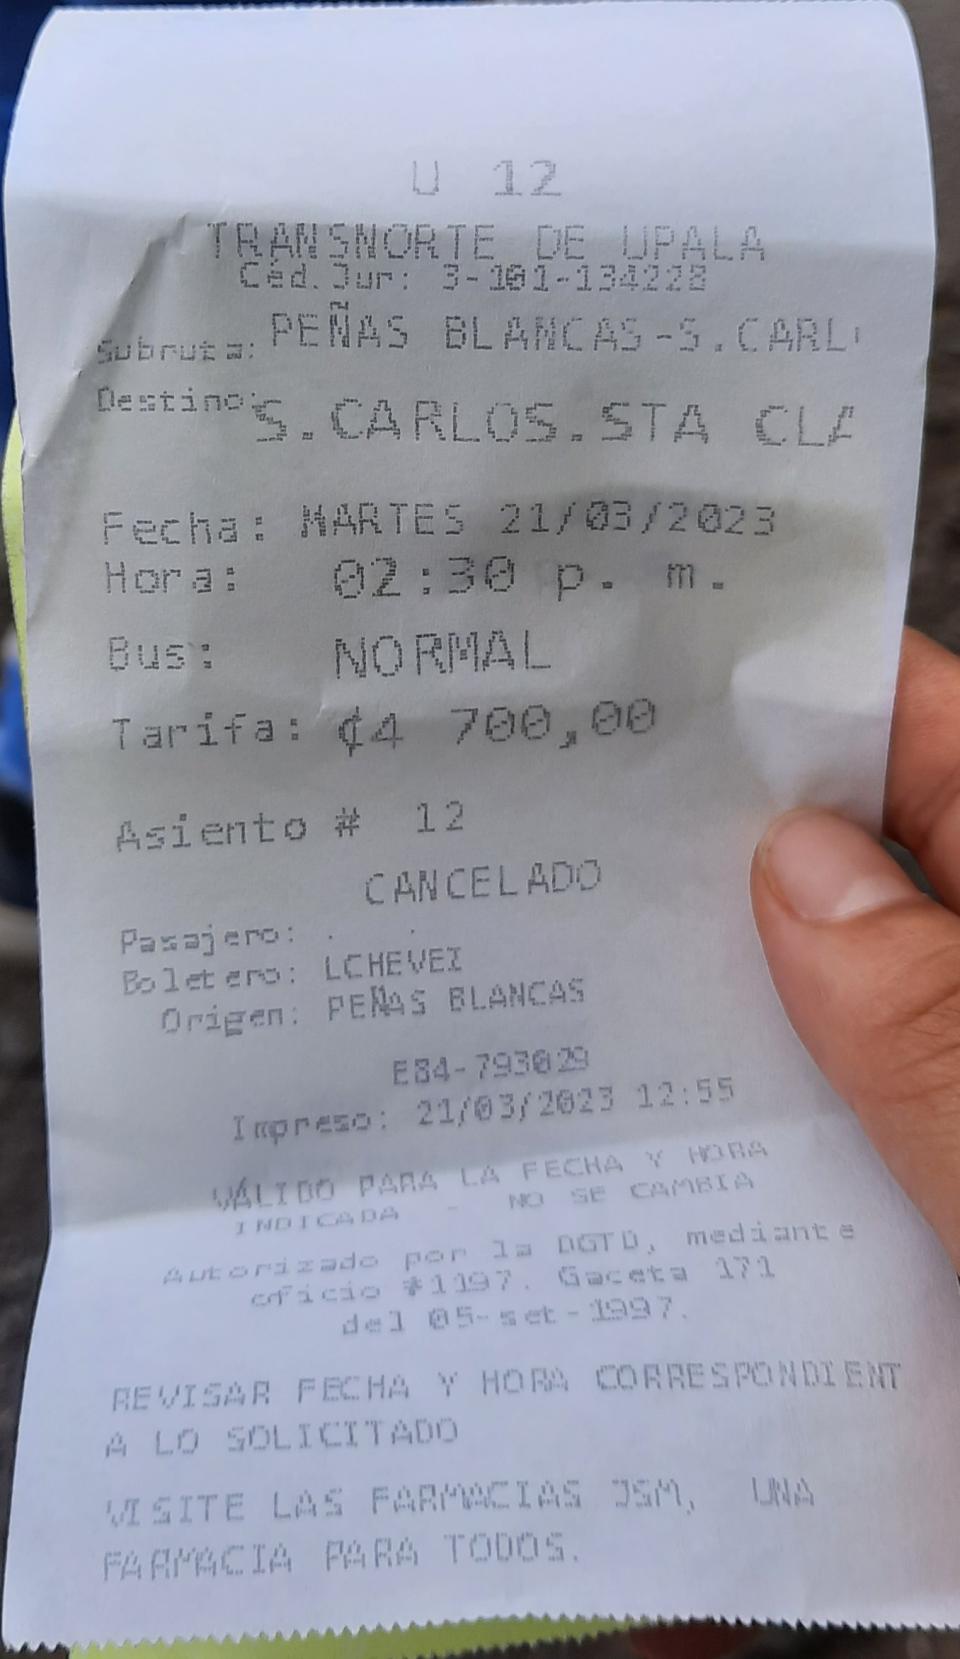 U 12
TRANSNORTE DE UPALA
Céd.Jur: 3-101-134228
Subruta: PEÑAS BLANCAS-S.CARL
Destino: S.CARLOS.STA CLA
Fecha: MARTES 21/03/2023
Hora: 02:30 p. m.
Bus: NORMAL
Tarifa: ¢4 700,00
Asiento # 12
CANCELADO
Pasajero: . .
Boletero: LCHEVEI
Origen: PEÑAS BLANCAS
E84-793029
Impreso: 21/03/2023 12:55
VÁLIDO PARA LA FECHA Y HORA
INDICADA - NO SE CAMBIA
Autorizado por la DGTD, mediante
oficio #1197. Gaceta 171
del 05-set-1997.
REVISAR FECHA Y HORA CORRESPONDIENT
A LO SOLICITADO
VISITE LAS FARMACIAS JSM, UNA
FARMACIA PARA TODOS.